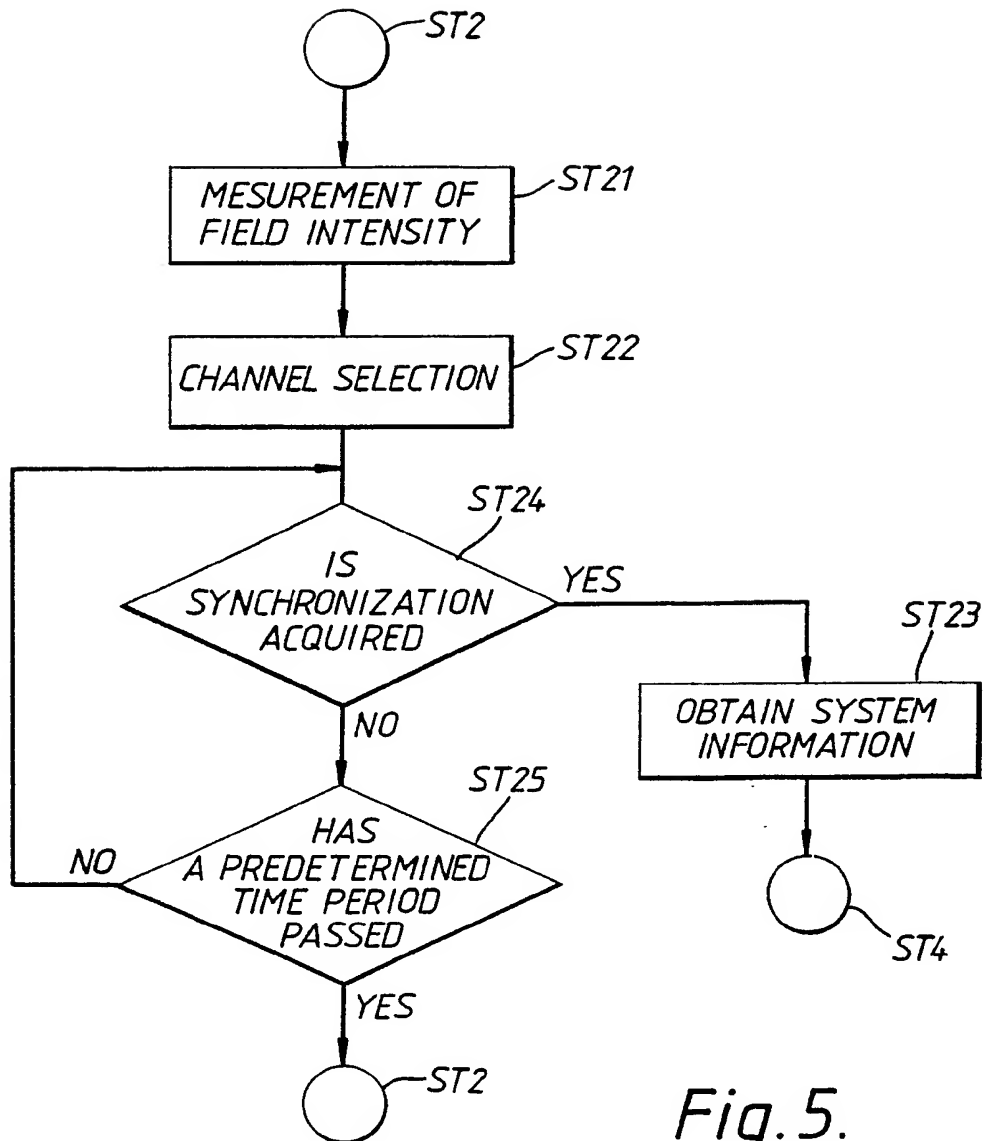 ST2
MESUREMENT OF
FIELD INTENSITY
ST21
CHANNEL SELECTION
ST22
IS
SYNCHRONIZATION
ACQUIRED
ST24
YES
NO
OBTAIN SYSTEM
INFORMATION
ST23
HAS
A PREDETERMINED
TIME PERIOD
PASSED
ST25
NO
YES
ST4
ST2
Fig. 5.